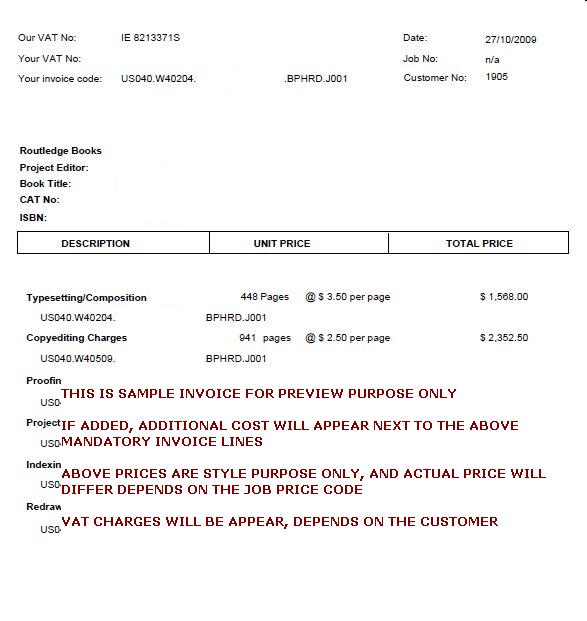 Our VAT No: IE 8213371S Date: 27/10/2009
Your VAT No: Job No: n/a
Your invoice code: US040.W40204. .BPHRD.J001 Customer No: 1905
Routledge Books
Project Editor:
Book Title:
CAT No:
ISBN:
DESCRIPTION UNIT PRICE TOTAL PRICE
Typesetting/Composition 448 Pages @ $ 3.50 per page $ 1,568.00
US040.W40204. BPHRD.J001
Copyediting Charges 941 pages @ $ 2.50 per page $ 2,352.50
US040.W40509. BPHRD.J001
Proofin
THIS IS SAMPLE INVOICE FOR PREVIEW PURPOSE ONLY
US0
Project
IF ADDED, ADDITIONAL COST WILL APPEAR NEXT TO THE ABOVE
US0
MANDATORY INVOICE LINES
Indexin
ABOVE PRICES ARE STYLE PURPOSE ONLY, AND ACTUAL PRICE WILL
US0
DIFFER DEPENDS ON THE JOB PRICE CODE
Redraw
VAT CHARGES WILL BE APPEAR, DEPENDS ON THE CUSTOMER
US0